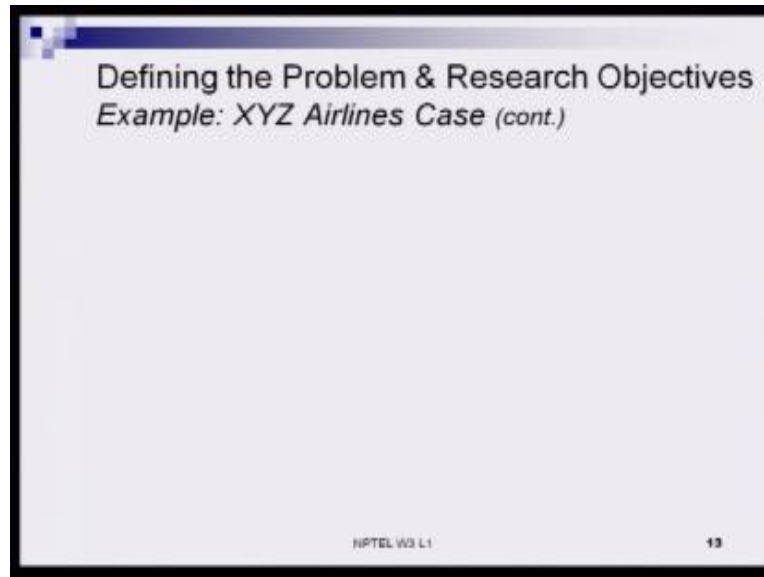 Defining the Problem & Research Objectives
Example: XYZ Airlines Case (cont.)
NPTEL W3 L1
13